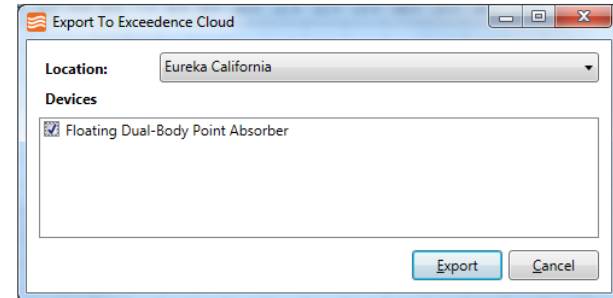 Export To Exceedence Cloud
Location:
Eureka California
Devices
Floating Dual-Body Point Absorber
Export
Cancel